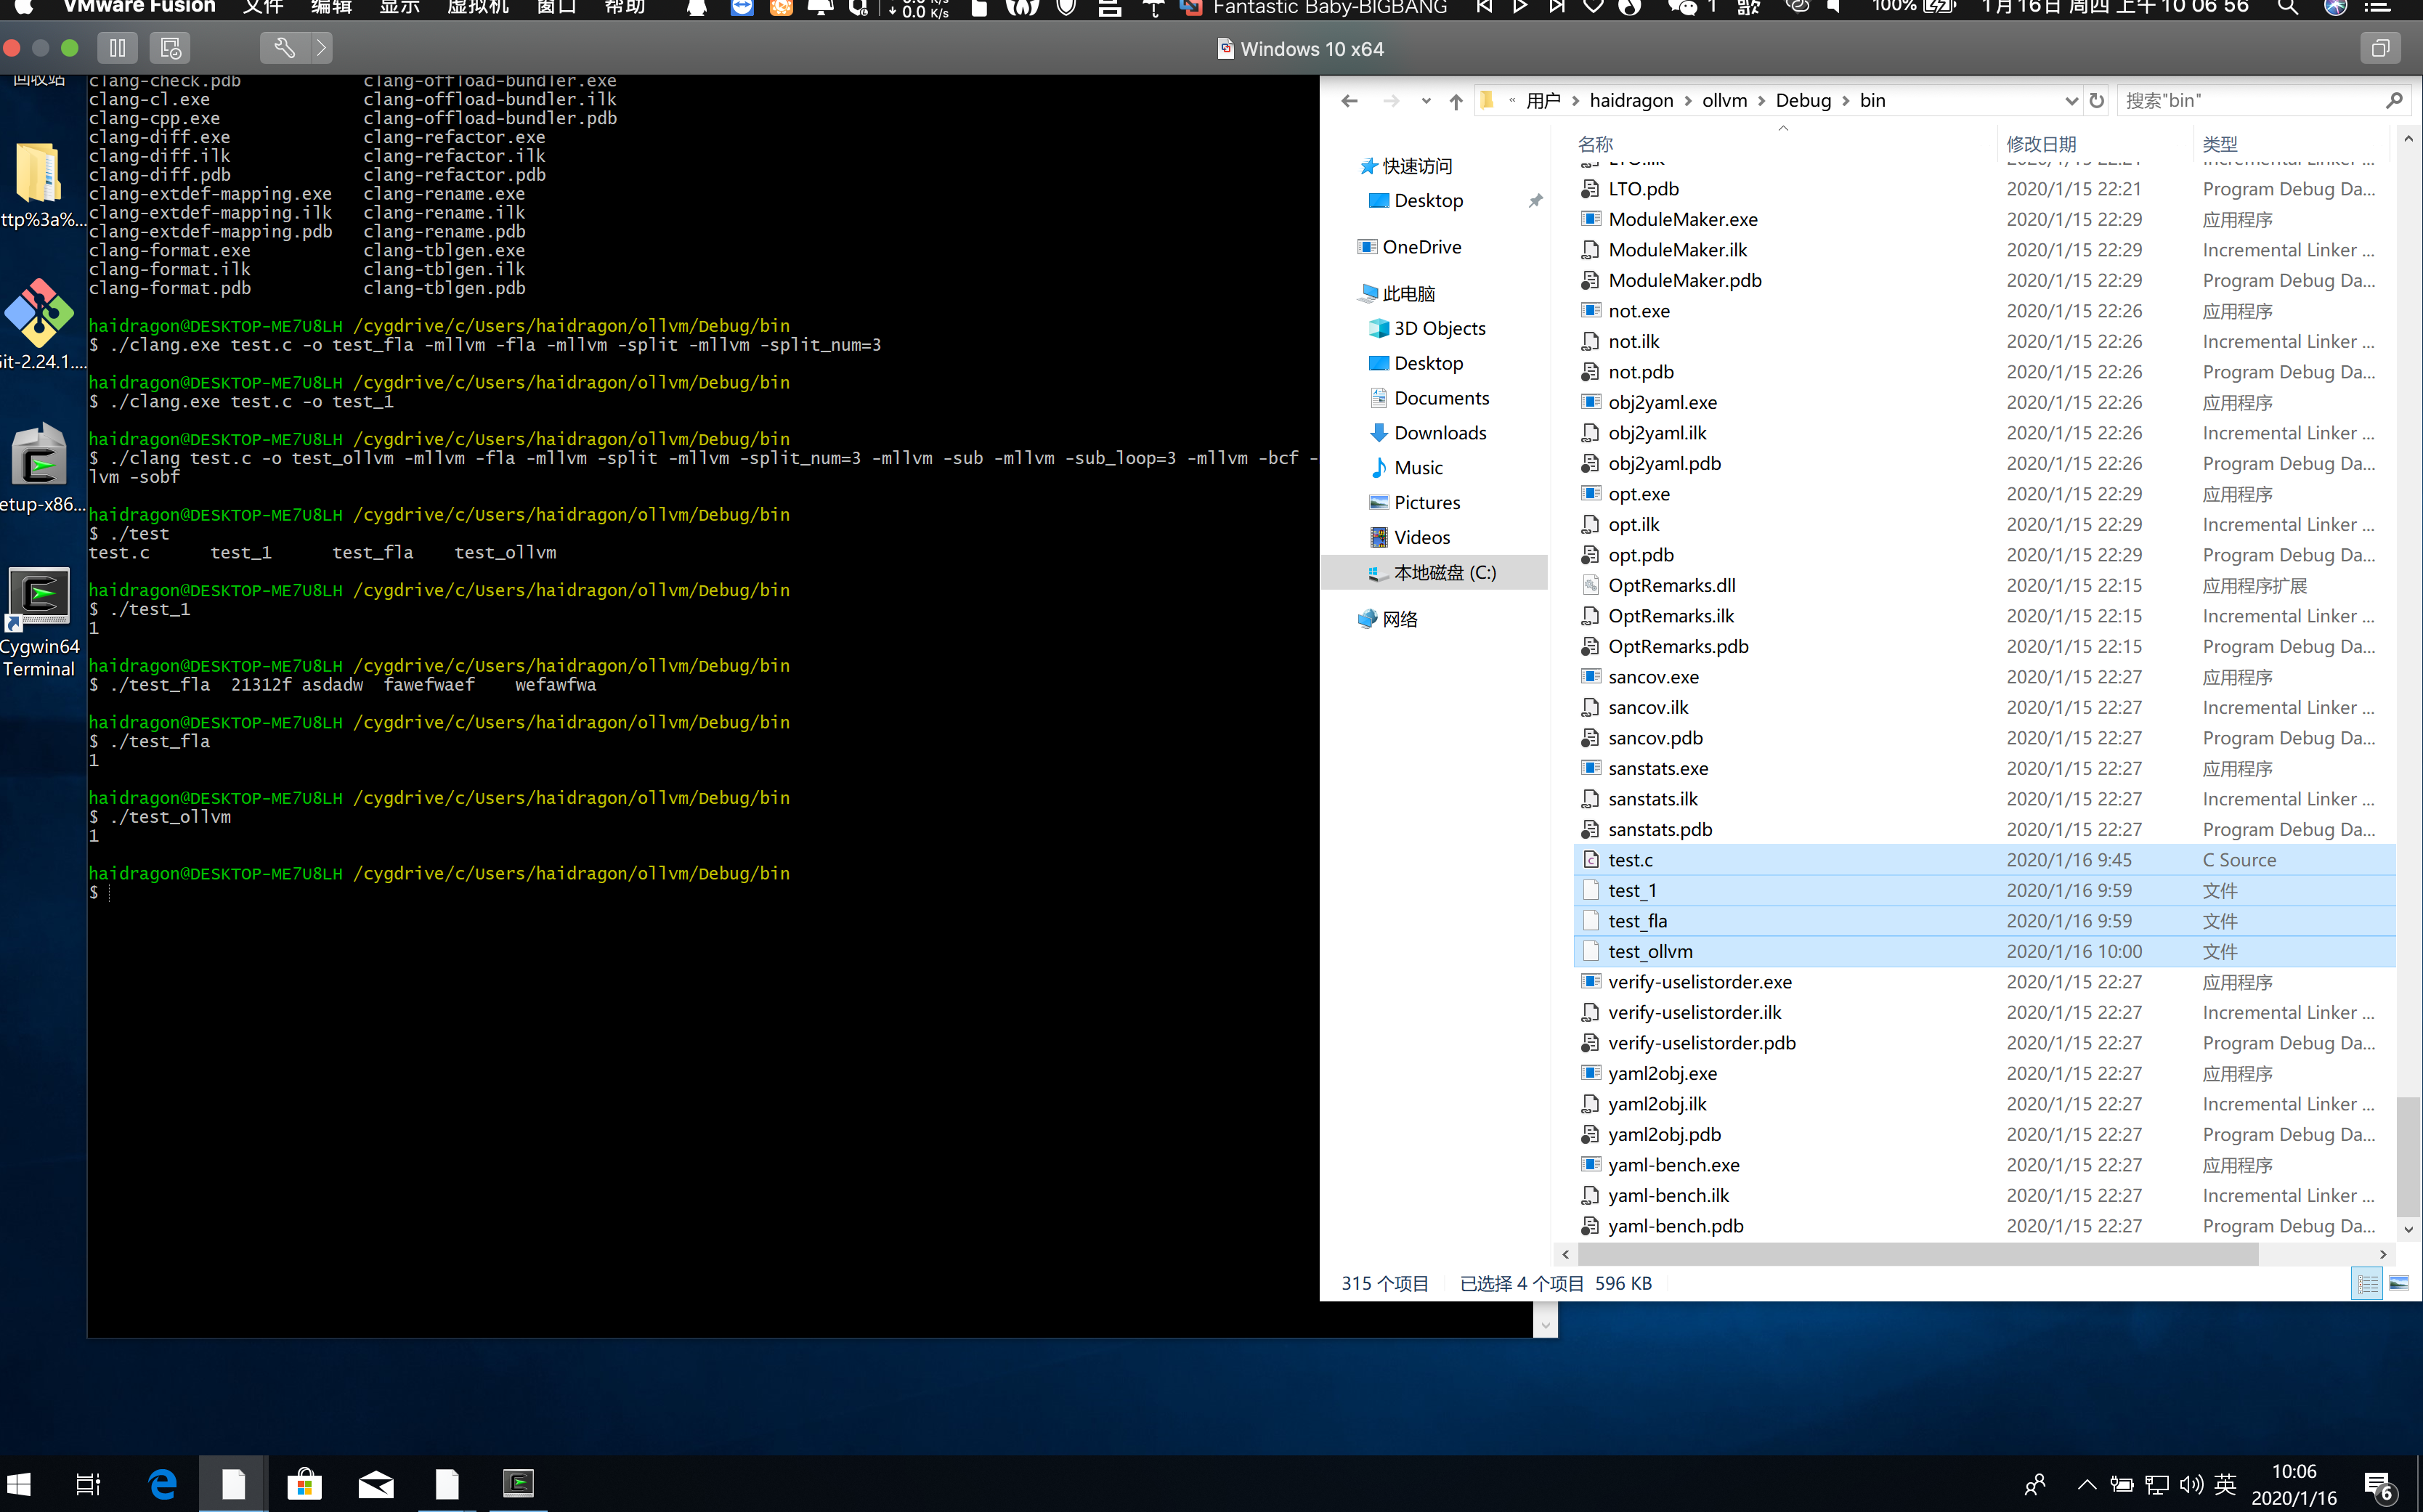 VMware Fusion 文件 编辑 显示 虚拟机 窗口 帮助 0.0 K/s Fantastic Baby-BIGBANG 1 100% 1月16日 周四 上午10 06 56
Windows 10 x64
回收站
ttp%3a%...
it-2.24.1....
etup-x86...
Cygwin64
Terminal
clang-check.pdb clang-offload-bundler.exe
clang-cl.exe clang-offload-bundler.ilk
clang-cpp.exe clang-offload-bundler.pdb
clang-diff.exe clang-refactor.exe
clang-diff.ilk clang-refactor.ilk
clang-diff.pdb clang-refactor.pdb
clang-extdef-mapping.exe clang-rename.exe
clang-extdef-mapping.ilk clang-rename.ilk
clang-extdef-mapping.pdb clang-rename.pdb
clang-format.exe clang-tblgen.exe
clang-format.ilk clang-tblgen.ilk
clang-format.pdb clang-tblgen.pdb
haidragon@DESKTOP-ME7U8LH /cygdrive/c/Users/haidragon/ollvm/Debug/bin
$ ./clang.exe test.c -o test_fla -mllvm -fla -mllvm -split -mllvm -split_num=3
haidragon@DESKTOP-ME7U8LH /cygdrive/c/Users/haidragon/ollvm/Debug/bin
$ ./clang.exe test.c -o test_1
haidragon@DESKTOP-ME7U8LH /cygdrive/c/Users/haidragon/ollvm/Debug/bin
$ ./clang test.c -o test_ollvm -mllvm -fla -mllvm -split -mllvm -split_num=3 -mllvm -sub -mllvm -sub_loop=3 -mllvm -bcf -
lvm -sobf
haidragon@DESKTOP-ME7U8LH /cygdrive/c/Users/haidragon/ollvm/Debug/bin
$ ./test
test.c test_1 test_fla test_ollvm
haidragon@DESKTOP-ME7U8LH /cygdrive/c/Users/haidragon/ollvm/Debug/bin
$ ./test_1
1
haidragon@DESKTOP-ME7U8LH /cygdrive/c/Users/haidragon/ollvm/Debug/bin
$ ./test_fla 21312f asdadw fawefwaef wefawfwa
haidragon@DESKTOP-ME7U8LH /cygdrive/c/Users/haidragon/ollvm/Debug/bin
$ ./test_fla
1
haidragon@DESKTOP-ME7U8LH /cygdrive/c/Users/haidragon/ollvm/Debug/bin
$ ./test_ollvm
1
haidragon@DESKTOP-ME7U8LH /cygdrive/c/Users/haidragon/ollvm/Debug/bin
$
« 用户 > haidragon > ollvm > Debug > bin
搜索"bin"
快速访问
Desktop
OneDrive
此电脑
3D Objects
Desktop
Documents
Downloads
Music
Pictures
Videos
本地磁盘 (C:)
网络
名称 修改日期 类型
LTO.ilk 2020/1/15 22:21 Incremental Linker ...
LTO.pdb 2020/1/15 22:21 Program Debug Da...
ModuleMaker.exe 2020/1/15 22:29 应用程序
ModuleMaker.ilk 2020/1/15 22:29 Incremental Linker ...
ModuleMaker.pdb 2020/1/15 22:29 Program Debug Da...
not.exe 2020/1/15 22:26 应用程序
not.ilk 2020/1/15 22:26 Incremental Linker ...
not.pdb 2020/1/15 22:26 Program Debug Da...
obj2yaml.exe 2020/1/15 22:26 应用程序
obj2yaml.ilk 2020/1/15 22:26 Incremental Linker ...
obj2yaml.pdb 2020/1/15 22:26 Program Debug Da...
opt.exe 2020/1/15 22:29 应用程序
opt.ilk 2020/1/15 22:29 Incremental Linker ...
opt.pdb 2020/1/15 22:29 Program Debug Da...
OptRemarks.dll 2020/1/15 22:15 应用程序扩展
OptRemarks.ilk 2020/1/15 22:15 Incremental Linker ...
OptRemarks.pdb 2020/1/15 22:15 Program Debug Da...
sancov.exe 2020/1/15 22:27 应用程序
sancov.ilk 2020/1/15 22:27 Incremental Linker ...
sancov.pdb 2020/1/15 22:27 Program Debug Da...
sanstats.exe 2020/1/15 22:27 应用程序
sanstats.ilk 2020/1/15 22:27 Incremental Linker ...
sanstats.pdb 2020/1/15 22:27 Program Debug Da...
test.c 2020/1/16 9:45 C Source
test_1 2020/1/16 9:59 文件
test_fla 2020/1/16 9:59 文件
test_ollvm 2020/1/16 10:00 文件
verify-uselistorder.exe 2020/1/15 22:27 应用程序
verify-uselistorder.ilk 2020/1/15 22:27 Incremental Linker ...
verify-uselistorder.pdb 2020/1/15 22:27 Program Debug Da...
yaml2obj.exe 2020/1/15 22:27 应用程序
yaml2obj.ilk 2020/1/15 22:27 Incremental Linker ...
yaml2obj.pdb 2020/1/15 22:27 Program Debug Da...
yaml-bench.exe 2020/1/15 22:27 应用程序
yaml-bench.ilk 2020/1/15 22:27 Incremental Linker ...
yaml-bench.pdb 2020/1/15 22:27 Program Debug Da...
315 个项目 已选择 4 个项目 596 KB
英
10:06
2020/1/16
6